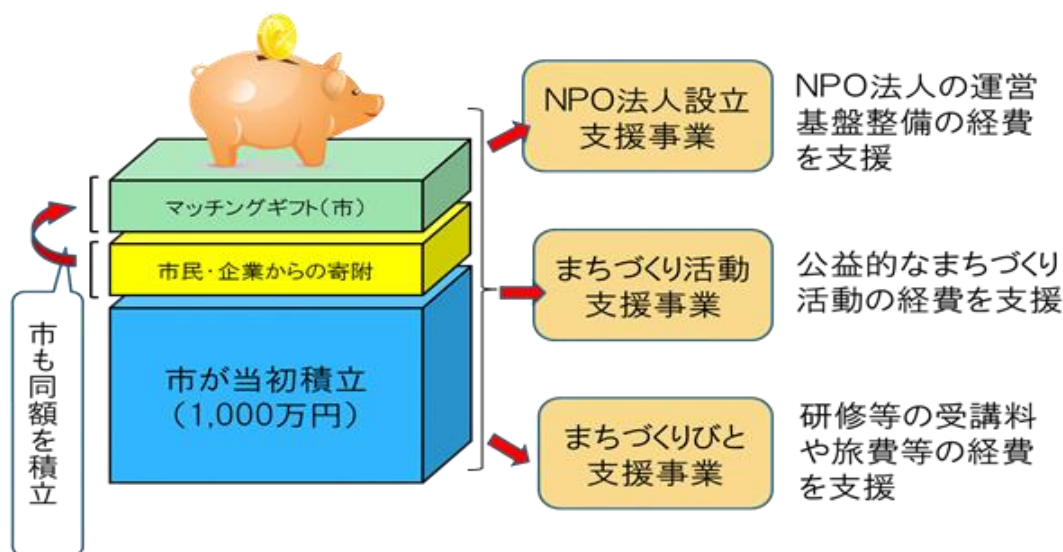 マッチングギフト(市)
市民・企業からの寄附
市が当初積立
(1,000万円)
市も同額を積立
NPO法人設立
支援事業
NPO法人の運営
基盤整備の経費
を支援
まちづくり活動
支援事業
公益的なまちづくり
活動の経費を支援
まちづくりびと
支援事業
研修等の受講料
や旅費等の経費
を支援